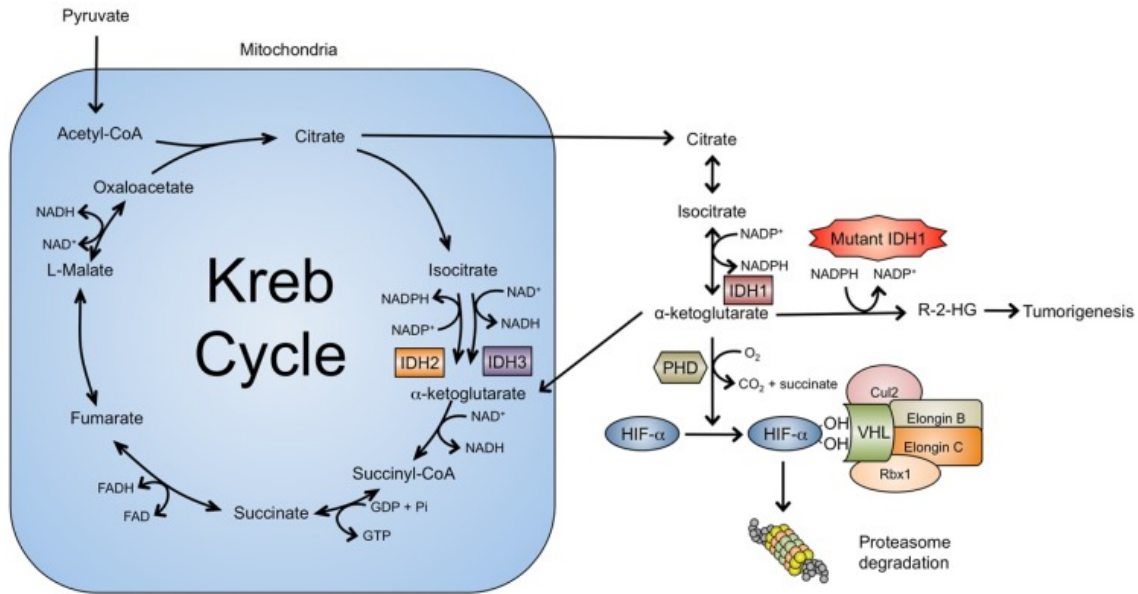 Pyruvate
Mitochondria
Acetyl-CoA
Citrate
Citrate
Oxaloacetate
NADH
NAD⁺
L-Malate
Kreb
Cycle
Isocitrate
NADPH
NADP⁺
NAD⁺
NADH
IDH2
IDH3
α-ketoglutarate
NAD⁺
NADH
Succinyl-CoA
GDP + Pi
GTP
Succinate
FADH
FAD
Fumarate
Isocitrate
NADP⁺
NADPH
IDH1
Mutant IDH1
NADPH
NADP⁺
α-ketoglutarate
R-2-HG
Tumorigenesis
PHD
O₂
CO₂ + succinate
HIF-α
HIF-α
OH
OH
VHL
Cul2
Elongin B
Elongin C
Rbx1
Proteasome
degradation